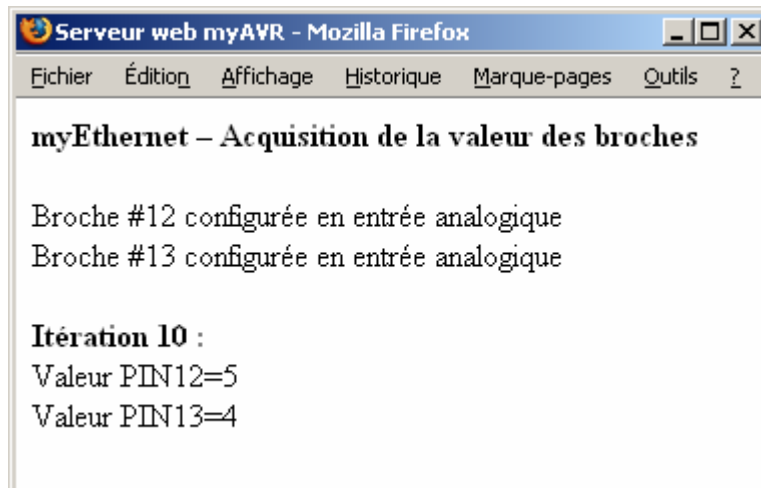 Serveur web myAVR - Mozilla Firefox
Fichier Édition Affichage Historique Marque-pages Outils ?
myEthernet – Acquisition de la valeur des broches
Broche #12 configurée en entrée analogique
Broche #13 configurée en entrée analogique
Itération 10 :
Valeur PIN12=5
Valeur PIN13=4